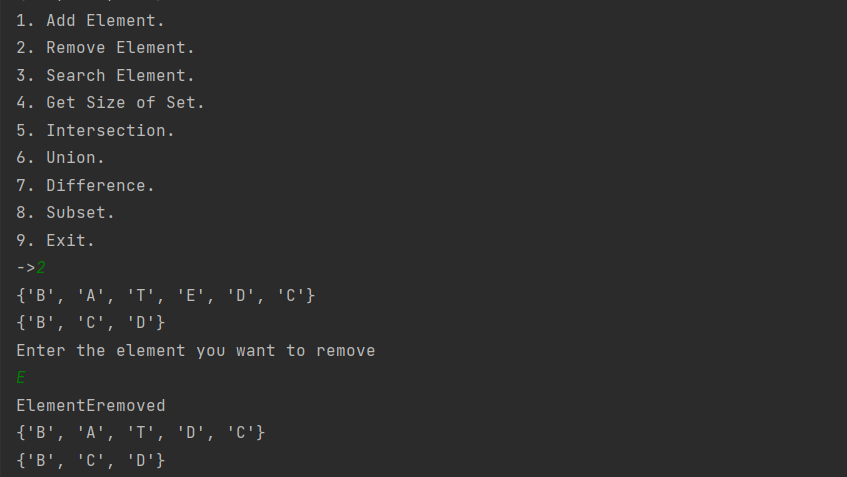 1. Add Element.
2. Remove Element.
3. Search Element.
4. Get Size of Set.
5. Intersection.
6. Union.
7. Difference.
8. Subset.
9. Exit.
->2
{'B', 'A', 'T', 'E', 'D', 'C'}
{'B', 'C', 'D'}
Enter the element you want to remove
E
ElementEremoved
{'B', 'A', 'T', 'D', 'C'}
{'B', 'C', 'D'}